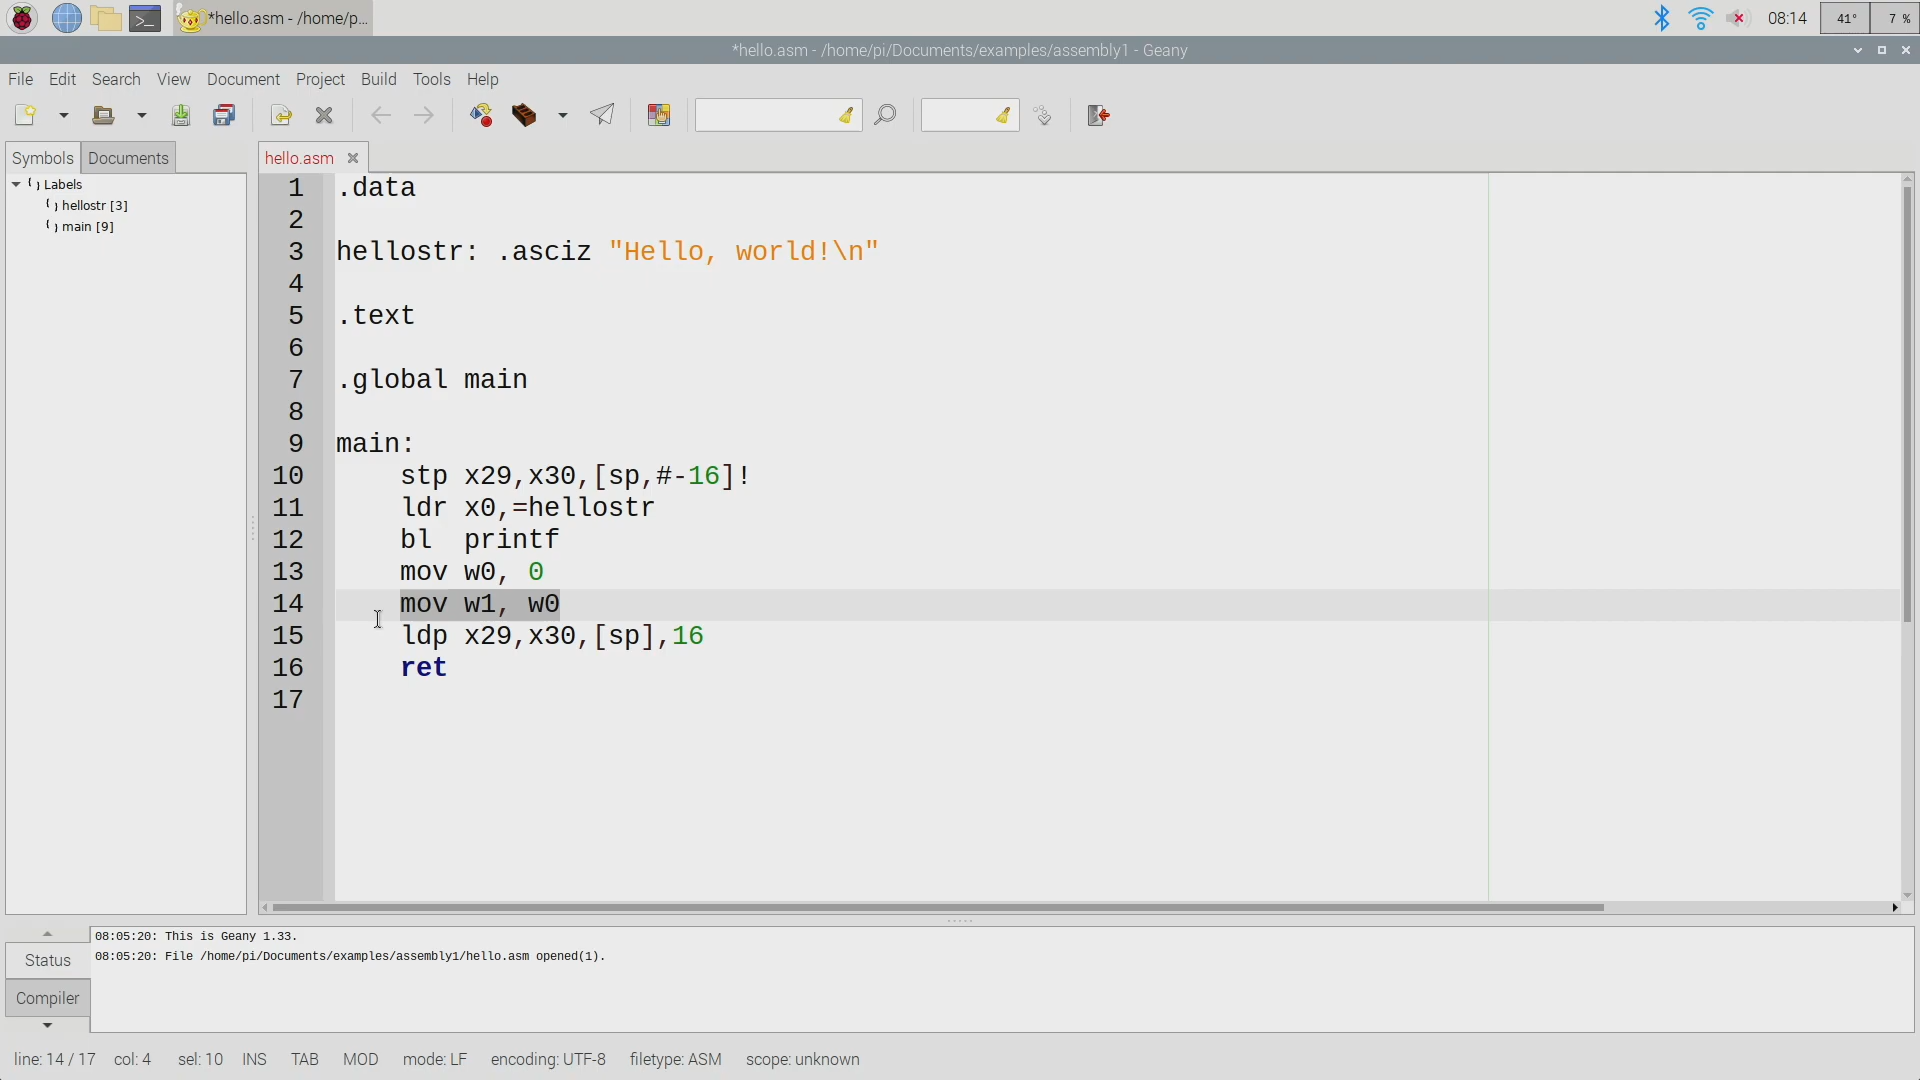 *hello.asm - /home/p...
08:14
41°
7 %
*hello.asm - /home/pi/Documents/examples/assembly1 - Geany
File Edit Search View Document Project Build Tools Help
Symbols Documents
hello.asm
Labels
hellostr [3]
main [9]
1 .data
2
3 hellostr: .asciz "Hello, world!\n"
4
5 .text
6
7 .global main
8
9 main:
10 stp x29,x30,[sp,#-16]!
11 ldr x0,=hellostr
12 bl  printf
13 mov w0, 0
14 mov w1, w0
15 ldp x29,x30,[sp],16
16 ret
17
Status
Compiler
08:05:20: This is Geany 1.33.
08:05:20: File /home/pi/Documents/examples/assembly1/hello.asm opened(1).
line: 14 / 17 col: 4 sel: 10 INS TAB MOD mode: LF encoding: UTF-8 filetype: ASM scope: unknown